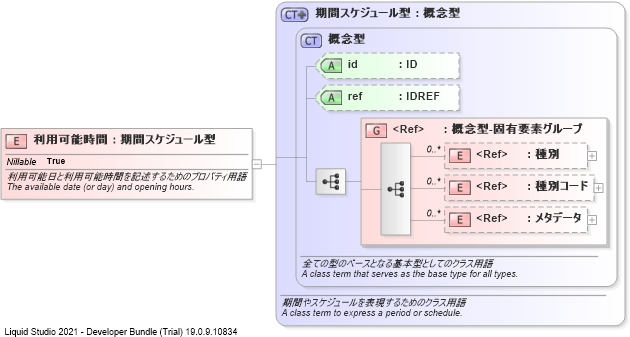 CT 期間スケジュール型 : 概念型
CT 概念型
A id : ID
A ref : IDREF
E 利用可能時間 : 期間スケジュール型
Nillable True
利用可能日と利用可能時間を記述するためのプロパティ用語
The available date (or day) and opening hours.
G <Ref> : 概念型-固有要素グループ
0..*
E <Ref> : 種別
0..*
E <Ref> : 種別コード
0..*
E <Ref> : メタデータ
全ての型のベースとなる基本型としてのクラス用語
A class term that serves as the base type for all types.
期間やスケジュールを表現するためのクラス用語
A class term to express a period or schedule.
Liquid Studio 2021 - Developer Bundle (Trial) 19.0.9.10834